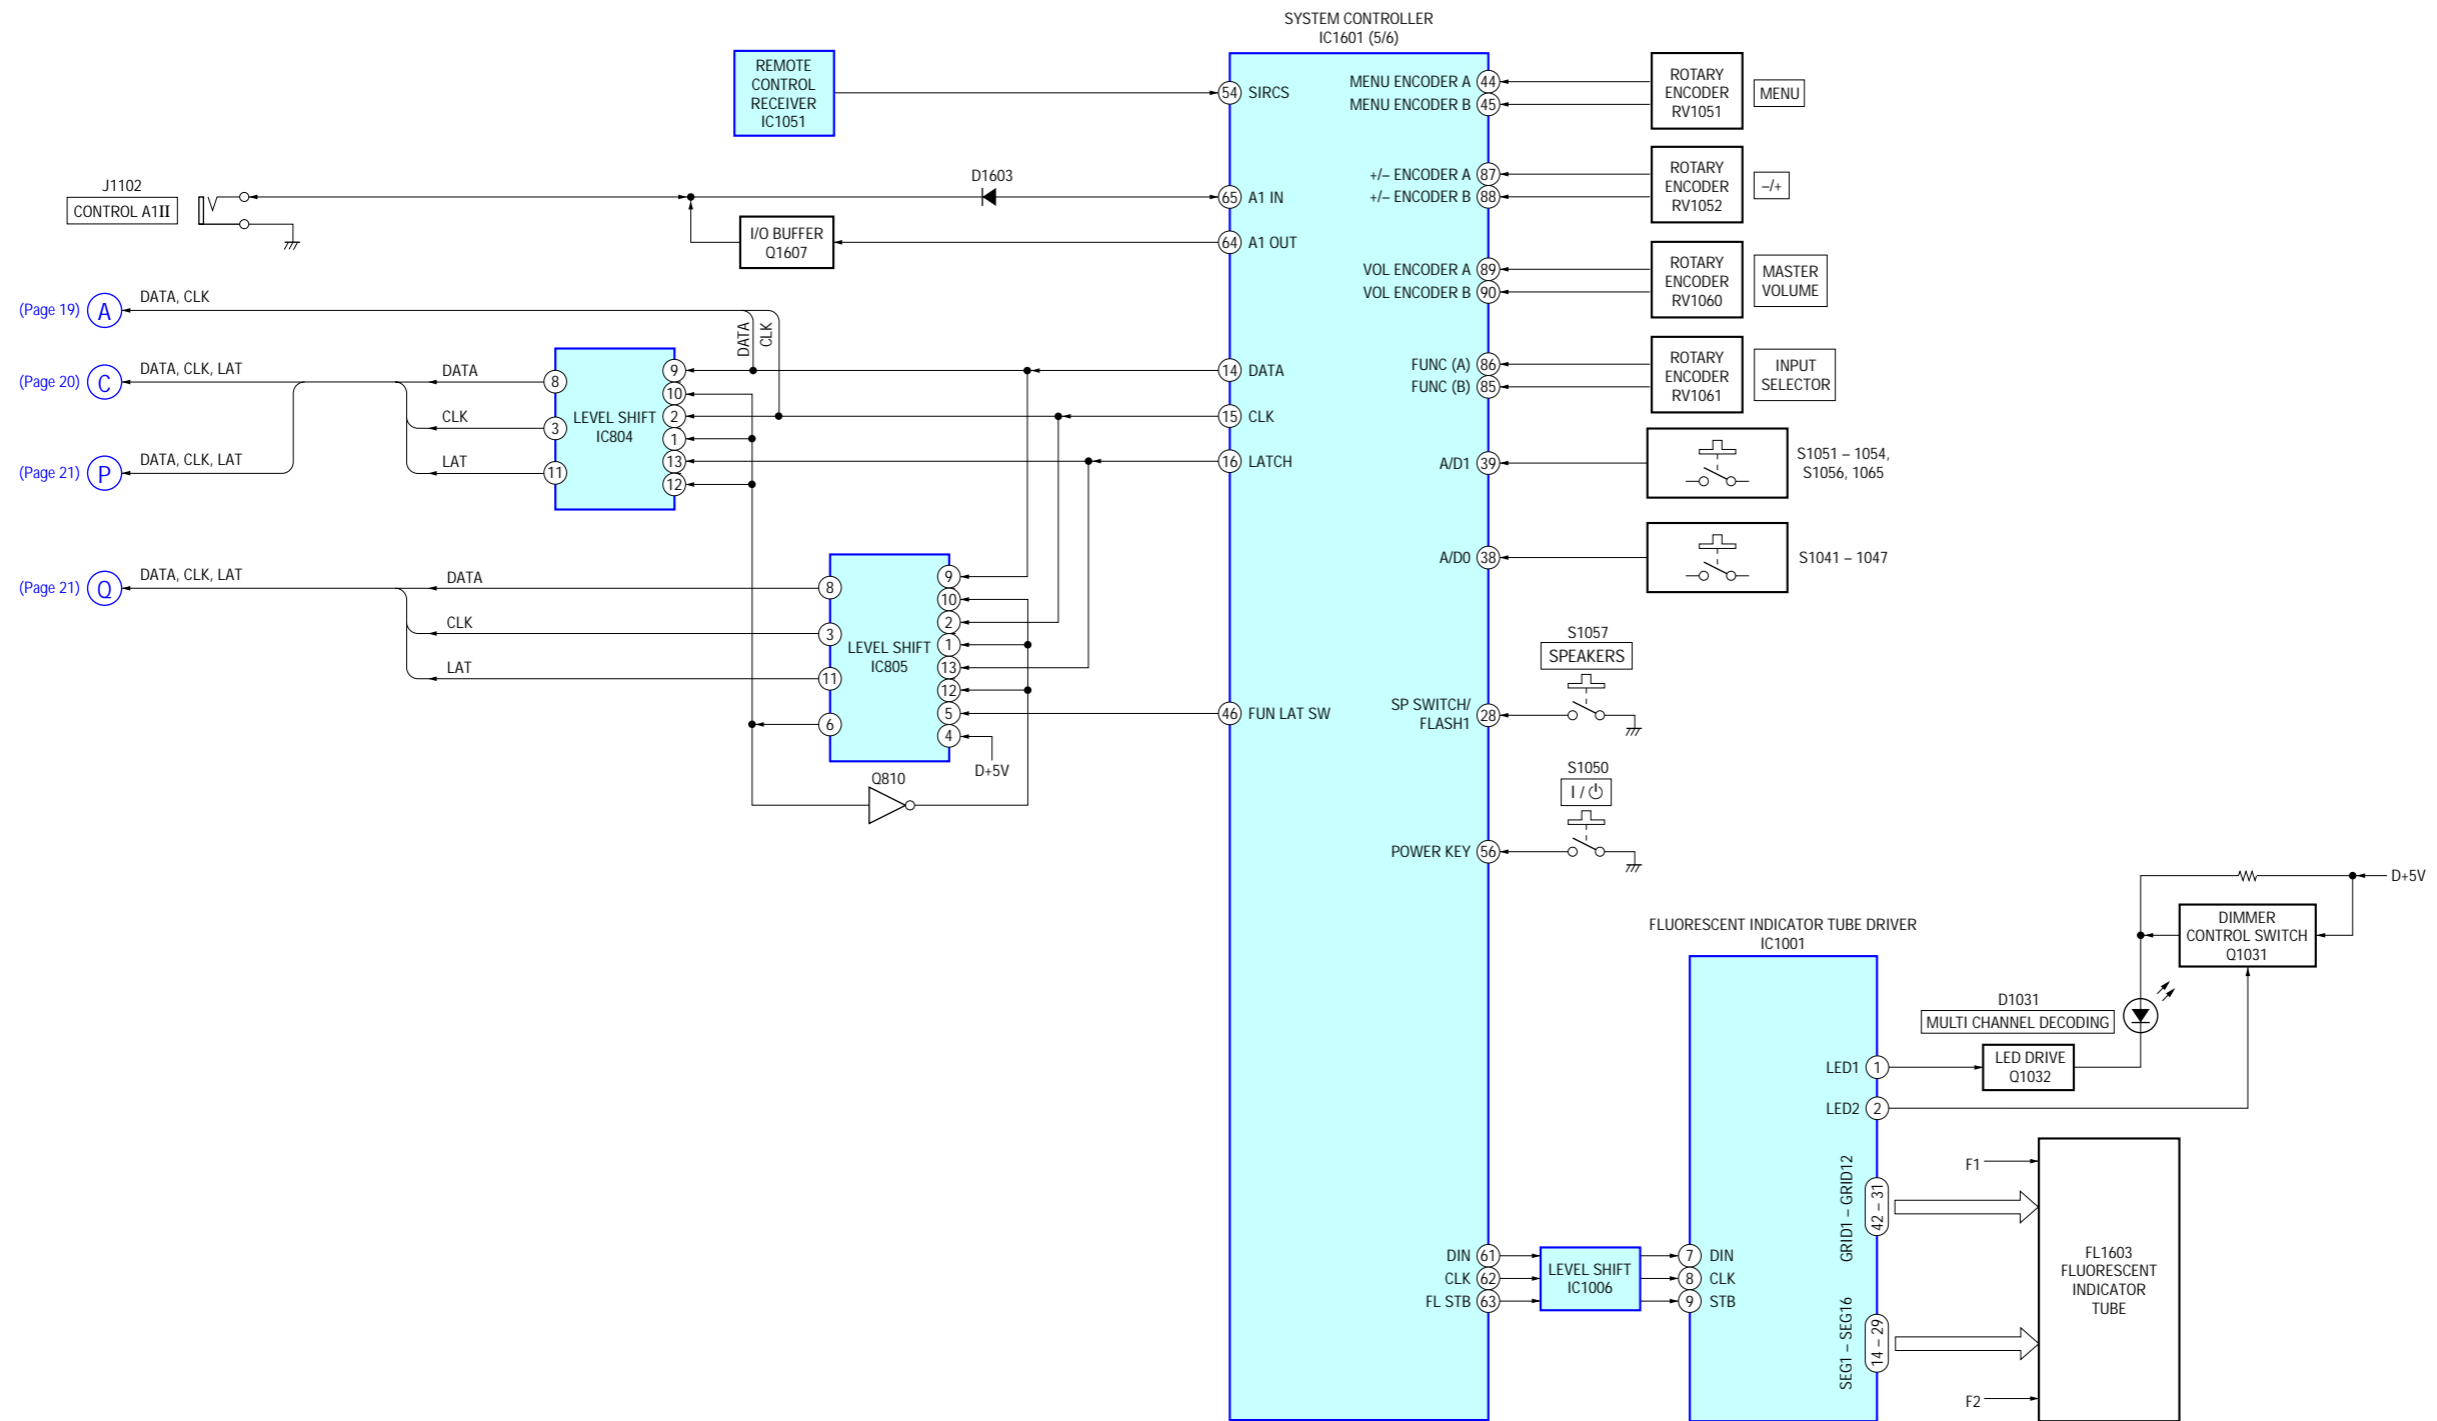 SYSTEM CONTROLLER
IC1601 (5/6)
REMOTE
CONTROL
RECEIVER
IC1051
54 SIRCS
MENU ENCODER A 44
MENU ENCODER B 45
ROTARY
ENCODER
RV1051
MENU
J1102
CONTROL A1II
D1603
65 A1 IN
I/O BUFFER
Q1607
64 A1 OUT
+/– ENCODER A 87
+/– ENCODER B 88
ROTARY
ENCODER
RV1052
–/+
VOL ENCODER A 89
VOL ENCODER B 90
ROTARY
ENCODER
RV1060
MASTER
VOLUME
(Page 19) A DATA, CLK
DATA
CLK
(Page 20) C DATA, CLK, LAT
(Page 21) P DATA, CLK, LAT
DATA 8
CLK 3
LAT 11
LEVEL SHIFT
IC804
9
10
2
1
13
12
14 DATA
15 CLK
16 LATCH
FUNC (A) 86
FUNC (B) 85
ROTARY
ENCODER
RV1061
INPUT
SELECTOR
A/D1 39
S1051 – 1054,
S1056, 1065
A/D0 38
S1041 – 1047
(Page 21) Q DATA, CLK, LAT
DATA 8
CLK 3
LAT 11
6
LEVEL SHIFT
IC805
9
10
2
1
13
12
5
4
D+5V
Q810
46 FUN LAT SW
SP SWITCH/
FLASH1 28
S1057
SPEAKERS
S1050
I / ⏻
POWER KEY 56
D+5V
DIMMER
CONTROL SWITCH
Q1031
FLUORESCENT INDICATOR TUBE DRIVER
IC1001
D1031
MULTI CHANNEL DECODING
LED1 1
LED DRIVE
Q1032
LED2 2
GRID1 – GRID12
42 – 31
SEG1 – SEG16
14 – 29
F1
FL1603
FLUORESCENT
INDICATOR
TUBE
F2
DIN 61
CLK 62
FL STB 63
LEVEL SHIFT
IC1006
7 DIN
8 CLK
9 STB